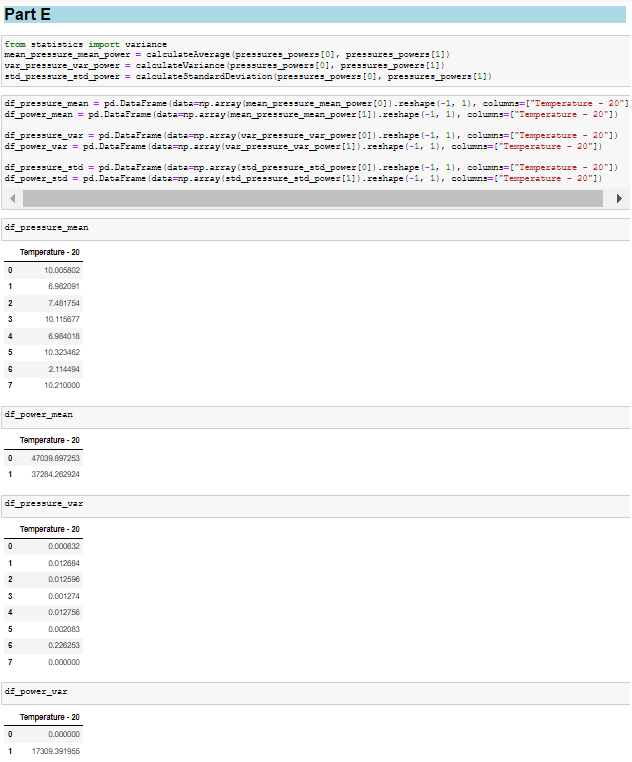 Part E
from statistics import variance
mean_pressure_mean_power = calculateAverage(pressures_powers[0], pressures_powers[1])
var_pressure_var_power = calculateVariance(pressures_powers[0], pressures_powers[1])
std_pressure_std_power = calculateStandardDeviation(pressures_powers[0], pressures_powers[1])
df_pressure_mean = pd.DataFrame(data=np.array(mean_pressure_mean_power[0]).reshape(-1, 1), columns=["Temperature - 20"]
df_power_mean = pd.DataFrame(data=np.array(mean_pressure_mean_power[1]).reshape(-1, 1), columns=["Temperature - 20"])
df_pressure_var = pd.DataFrame(data=np.array(var_pressure_var_power[0]).reshape(-1, 1), columns=["Temperature - 20"])
df_power_var = pd.DataFrame(data=np.array(var_pressure_var_power[1]).reshape(-1, 1), columns=["Temperature - 20"])
df_pressure_std = pd.DataFrame(data=np.array(std_pressure_std_power[0]).reshape(-1, 1), columns=["Temperature - 20"])
df_power_std = pd.DataFrame(data=np.array(std_pressure_std_power[1]).reshape(-1, 1), columns=["Temperature - 20"])
df_pressure_mean
Temperature - 20
0 10.005802
1 6.982091
2 7.481754
3 10.115677
4 6.984018
5 10.323462
6 2.114494
7 10.210000
df_power_mean
Temperature - 20
0 47039.897253
1 37284.262924
df_pressure_var
Temperature - 20
0 0.000632
1 0.012684
2 0.012596
3 0.001274
4 0.012756
5 0.002083
6 0.226253
7 0.000000
df_power_var
Temperature - 20
0 0.000000
1 17309.391955